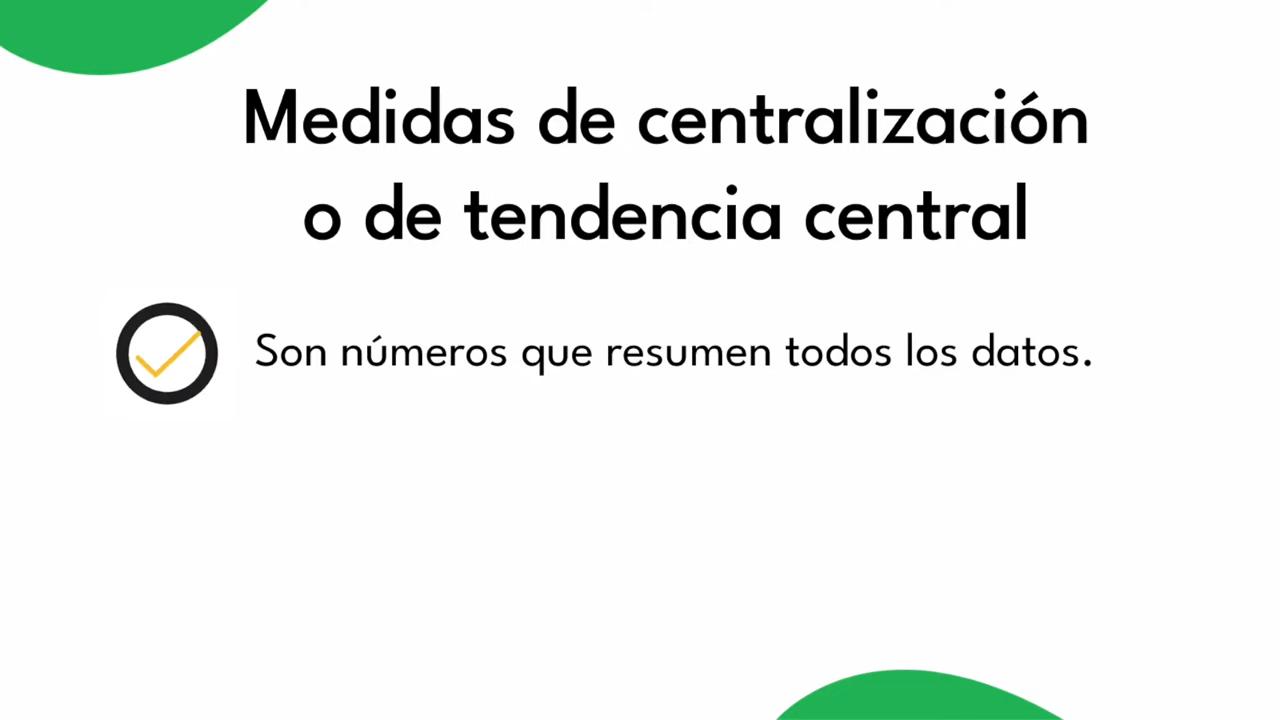 Medidas de centralización
o de tendencia central
Son números que resumen todos los datos.